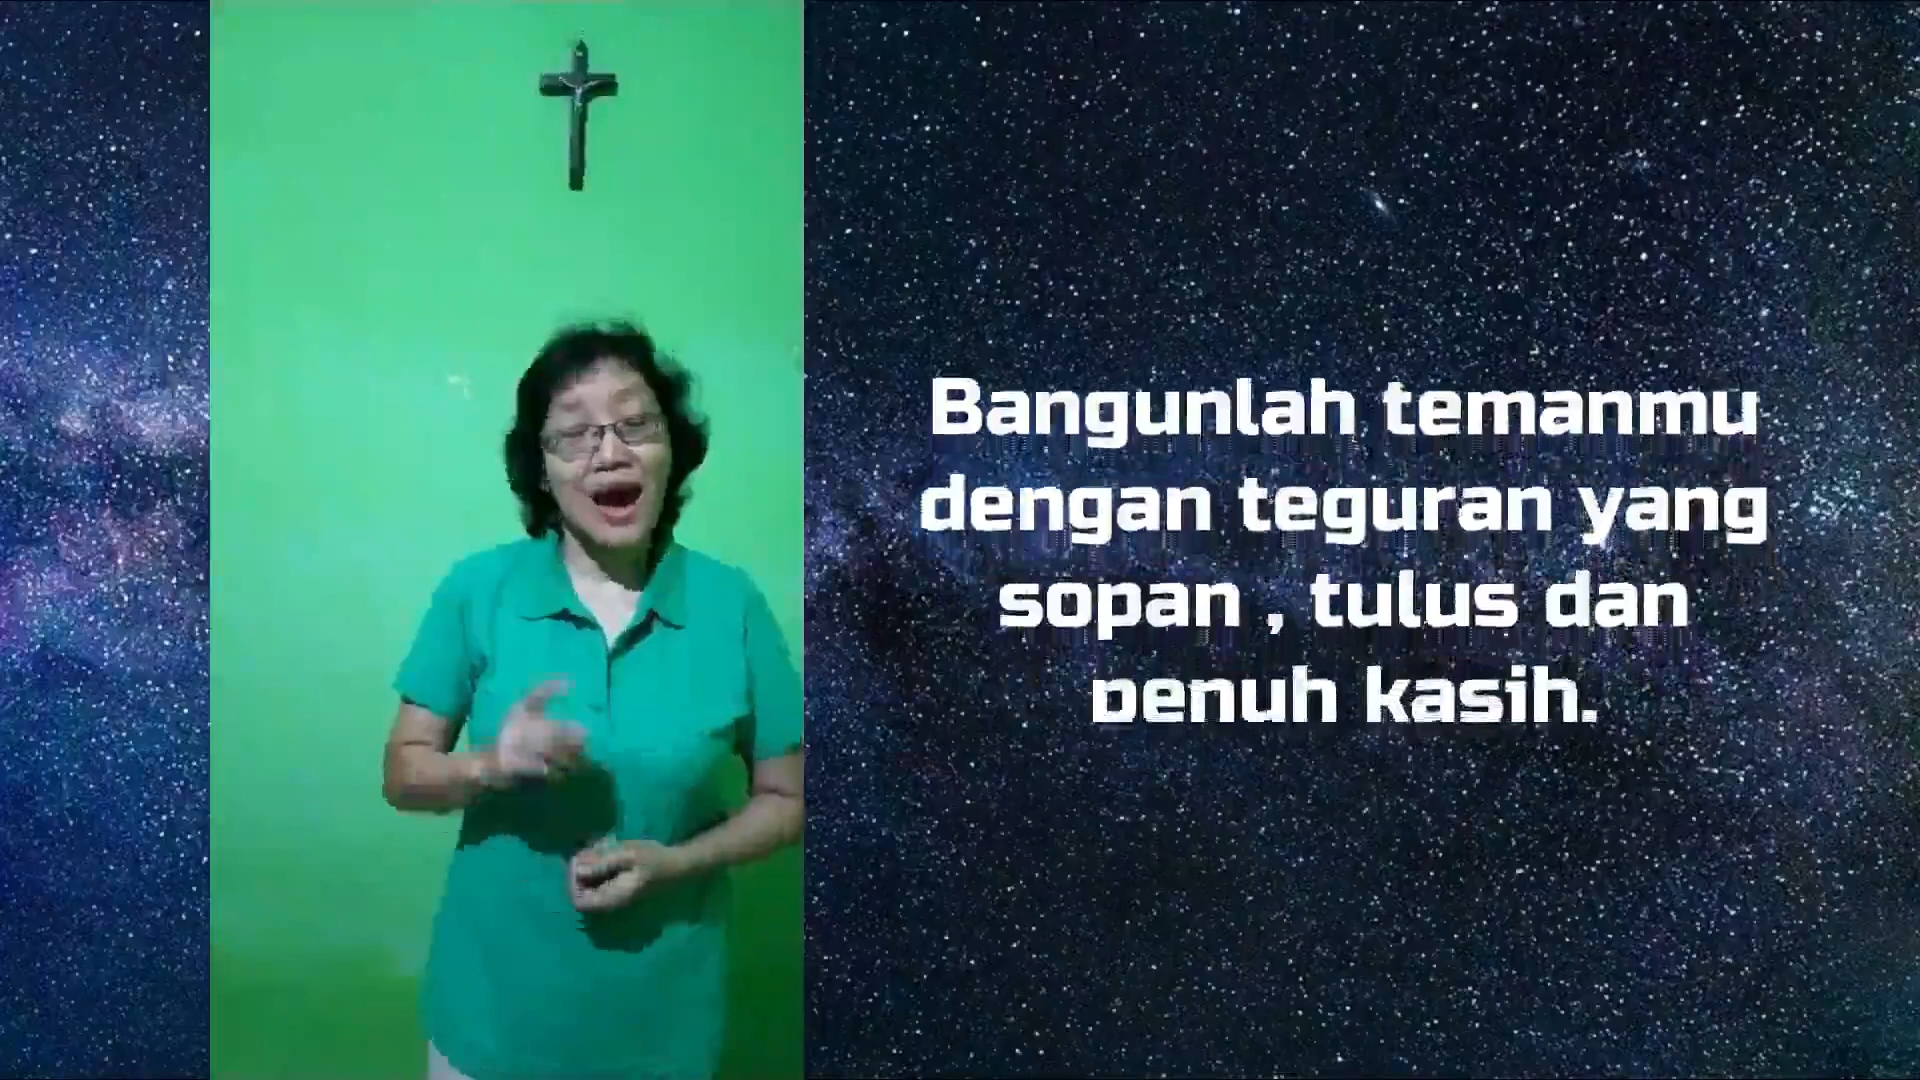 Bangunlah temanmu
dengan teguran yang
sopan , tulus dan
penuh kasih.